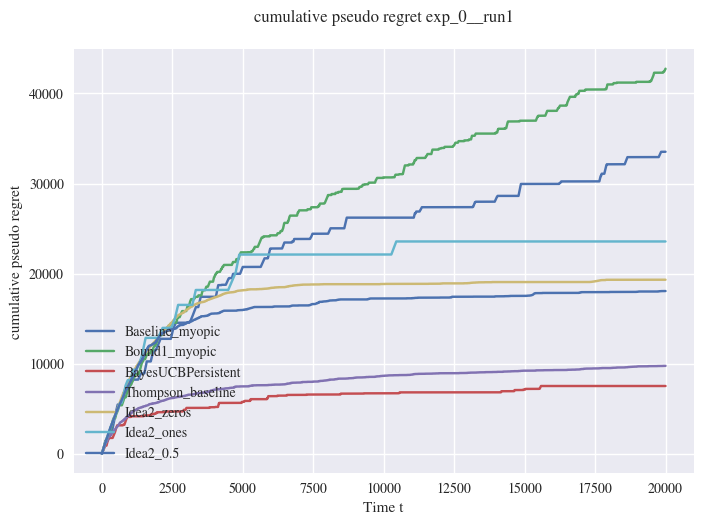 cumulative pseudo regret exp_0__run1
cumulative pseudo regret
40000
30000
20000
10000
0
Baseline_myopic
Bound1_myopic
BayesUCBPersistent
Thompson_baseline
Idea2_zeros
Idea2_ones
Idea2_0.5
0
2500
5000
7500
10000
12500
15000
17500
20000
Time t